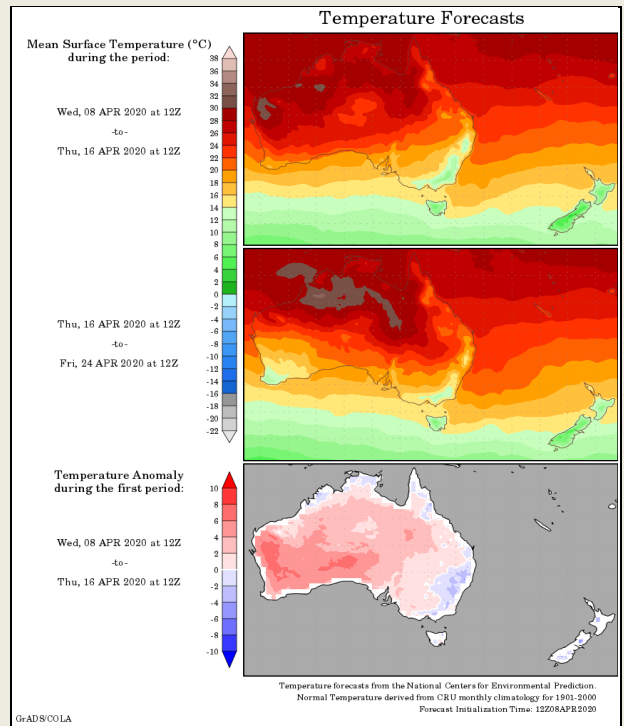 Temperature Forecasts
Mean Surface Temperature (°C)
during the period:
Wed, 08 APR 2020 at 12Z
-to-
Thu, 16 APR 2020 at 12Z
38
36
34
32
30
28
26
24
22
20
18
16
14
12
10
8
6
4
2
0
-2
-4
-6
-8
-10
-12
-14
-16
-18
-20
-22
Thu, 16 APR 2020 at 12Z
-to-
Fri, 24 APR 2020 at 12Z
Temperature Anomaly
during the first period:
Wed, 08 APR 2020 at 12Z
-to-
Thu, 16 APR 2020 at 12Z
10
8
6
4
2
0
-2
-4
-6
-8
-10
Temperature forecasts from the National Centers for Environmental Prediction.
Normal Temperature derived from CRU monthly climatology for 1901-2000
Forecast Initialization Time: 12Z08APR2020
GrADS/COLA